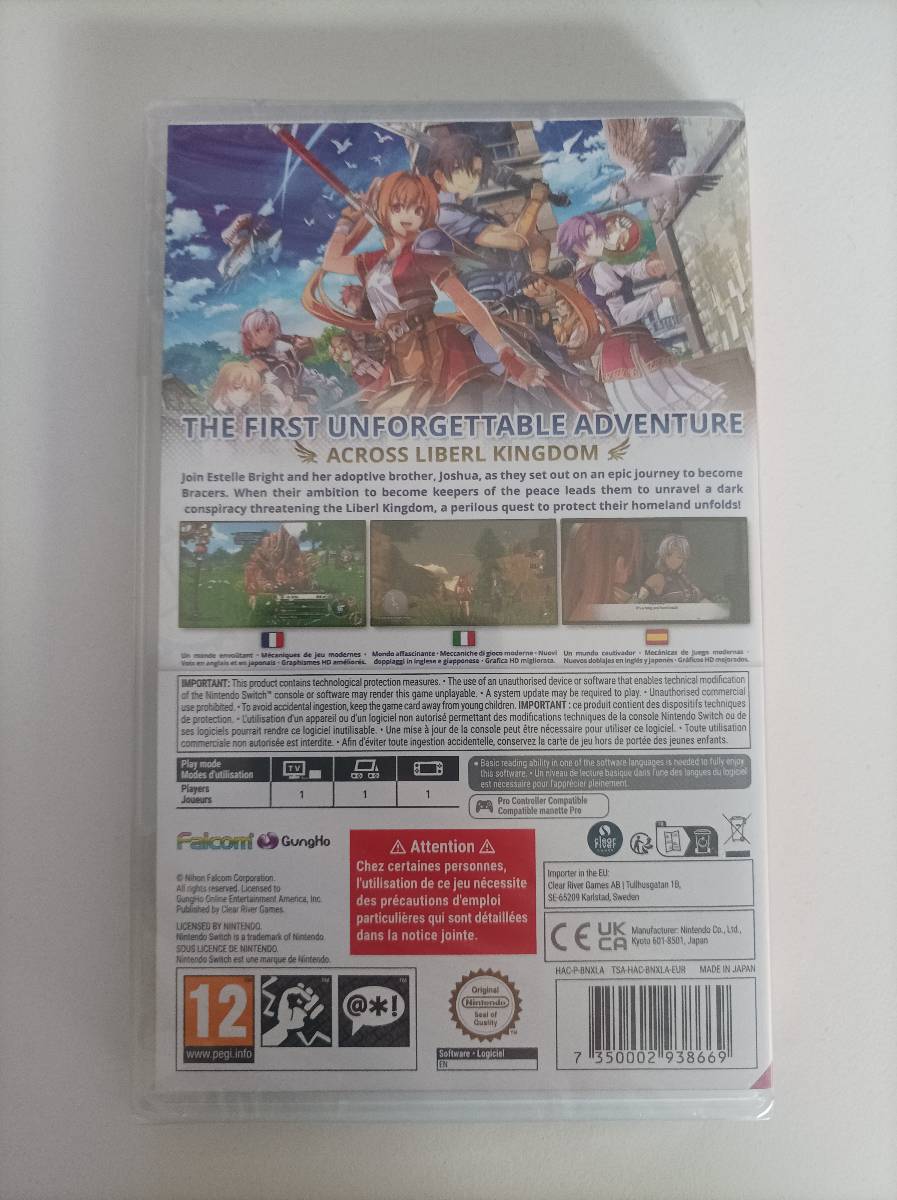 THE FIRST UNFORGETTABLE ADVENTURE
ACROSS LIBERL KINGDOM
Join Estelle Bright and her adoptive brother, Joshua, as they set out on an epic journey to become
Bracers. When their ambition to become keepers of the peace leads them to unravel a dark
conspiracy threatening the Liberl Kingdom, a perilous quest to protect their homeland unfolds!
Un monde envoûtant • Mécaniques de jeu modernes •
Voix en anglais et en japonais • Graphismes HD améliorés.
Mondo affascinante • Meccaniche di gioco moderne • Nuovi
doppiaggi in inglese e giapponese • Grafica HD migliorata.
Un mundo cautivador • Mecánicas de juego modernas •
Nuevos doblajes en inglés y japonés • Gráficos HD mejorados.
IMPORTANT: This product contains technological protection measures. • The use of an unauthorised device or software that enables technical modification
of the Nintendo Switch™ console or software may render this game unplayable. • A system update may be required to play. • Unauthorised commercial
use prohibited. • To avoid accidental ingestion, keep the game card away from young children. IMPORTANT : ce produit contient des dispositifs techniques
de protection. • L'utilisation d'un appareil ou d'un logiciel non autorisé permettant des modifications techniques de la console Nintendo Switch ou de
ses logiciels pourrait rendre ce logiciel inutilisable. • Une mise à jour de la console peut être nécessaire pour utiliser ce logiciel. • Toute utilisation
commerciale non autorisée est interdite. • Afin d'éviter toute ingestion accidentelle, conservez la carte de jeu hors de portée des jeunes enfants.
Play mode
Modes d'utilisation
TV
Players
Joueurs
1 1 1
• Basic reading ability in one of the software languages is needed to fully enjoy
this software. • Un niveau de lecture basique dans l'une des langues du logiciel
est nécessaire pour l'apprécier pleinement.
Pro Controller Compatible
Compatible manette Pro
Falcom GungHo
Clear River
© Nihon Falcom Corporation.
All rights reserved. Licensed to
GungHo Online Entertainment America, Inc.
Published by Clear River Games.
LICENSED BY NINTENDO.
Nintendo Switch is a trademark of Nintendo.
SOUS LICENCE DE NINTENDO.
Nintendo Switch est une marque de Nintendo.
Attention
Chez certaines personnes,
l'utilisation de ce jeu nécessite
des précautions d'emploi
particulières qui sont détaillées
dans la notice jointe.
Importer in the EU:
Clear River Games AB | Tullhusgatan 1B,
SE-65209 Karlstad, Sweden
CE UK CA
Manufacturer: Nintendo Co., Ltd.,
Kyoto 601-8501, Japan
HAC-P-BNXLA TSA-HAC-BNXLA-EUR MADE IN JAPAN
12
www.pegi.info
@*!
Original
Nintendo
Seal of
Quality
™
Software • Logiciel
EN
7 350002 938669